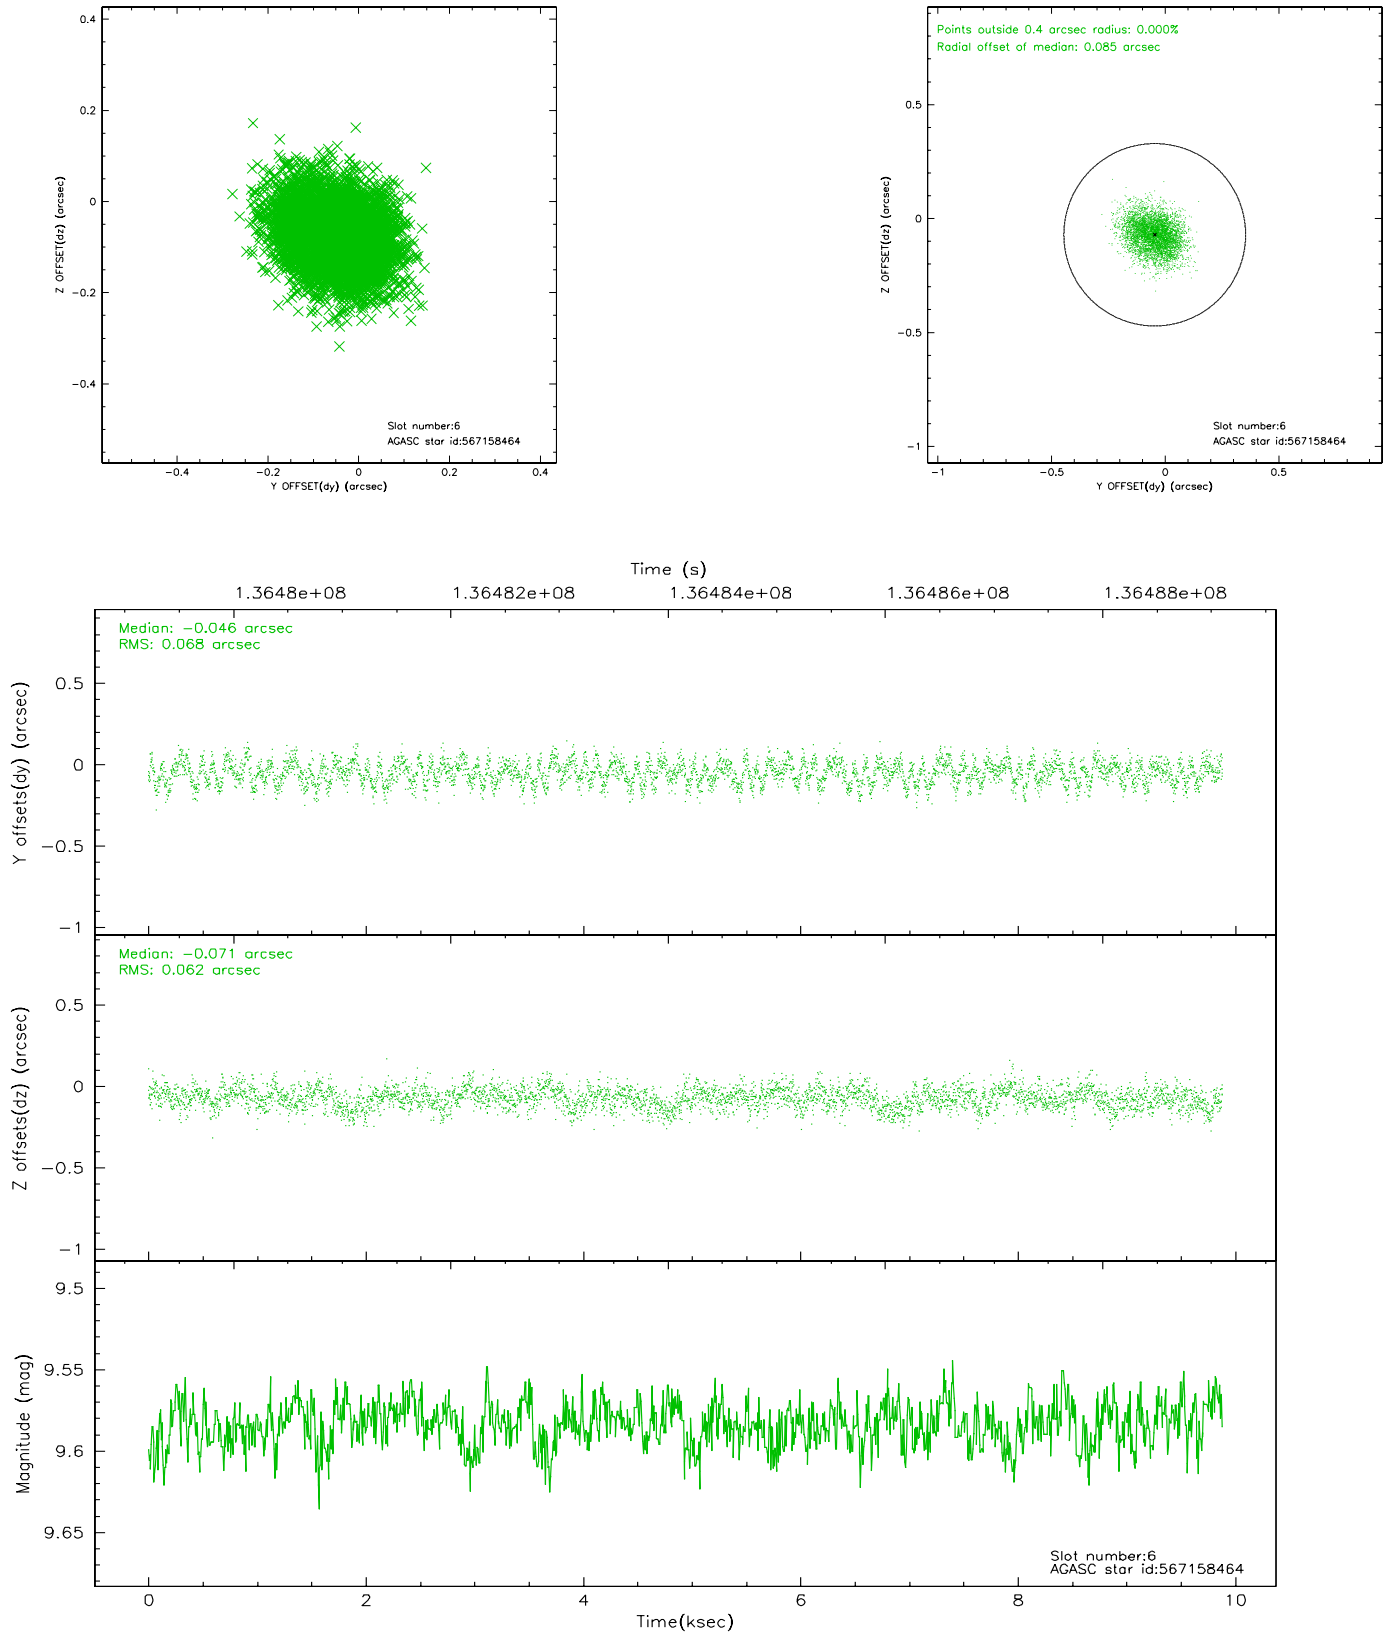 0.4
0.2
0
-0.2
-0.4
Z OFFSET(dz) (arcsec)
Slot number:6
AGASC star id:567158464
-0.4 -0.2 0 0.2 0.4
Y OFFSET(dy) (arcsec)
Points outside 0.4 arcsec radius: 0.000%
Radial offset of median: 0.085 arcsec
0.5
0
-0.5
-1
Z OFFSET(dz) (arcsec)
Slot number:6
AGASC star id:567158464
-1 -0.5 0 0.5
Y OFFSET(dy) (arcsec)
Time (s)
1.3648e+08 1.36482e+08 1.36484e+08 1.36486e+08 1.36488e+08
Median: -0.046 arcsec
RMS: 0.068 arcsec
0.5
0
-0.5
-1
Y offsets(dy) (arcsec)
Median: -0.071 arcsec
RMS: 0.062 arcsec
0.5
0
-0.5
-1
Z offsets(dz) (arcsec)
9.5
9.55
9.6
9.65
Magnitude (mag)
Slot number:6
AGASC star id:567158464
0 2 4 6 8 10
Time(ksec)